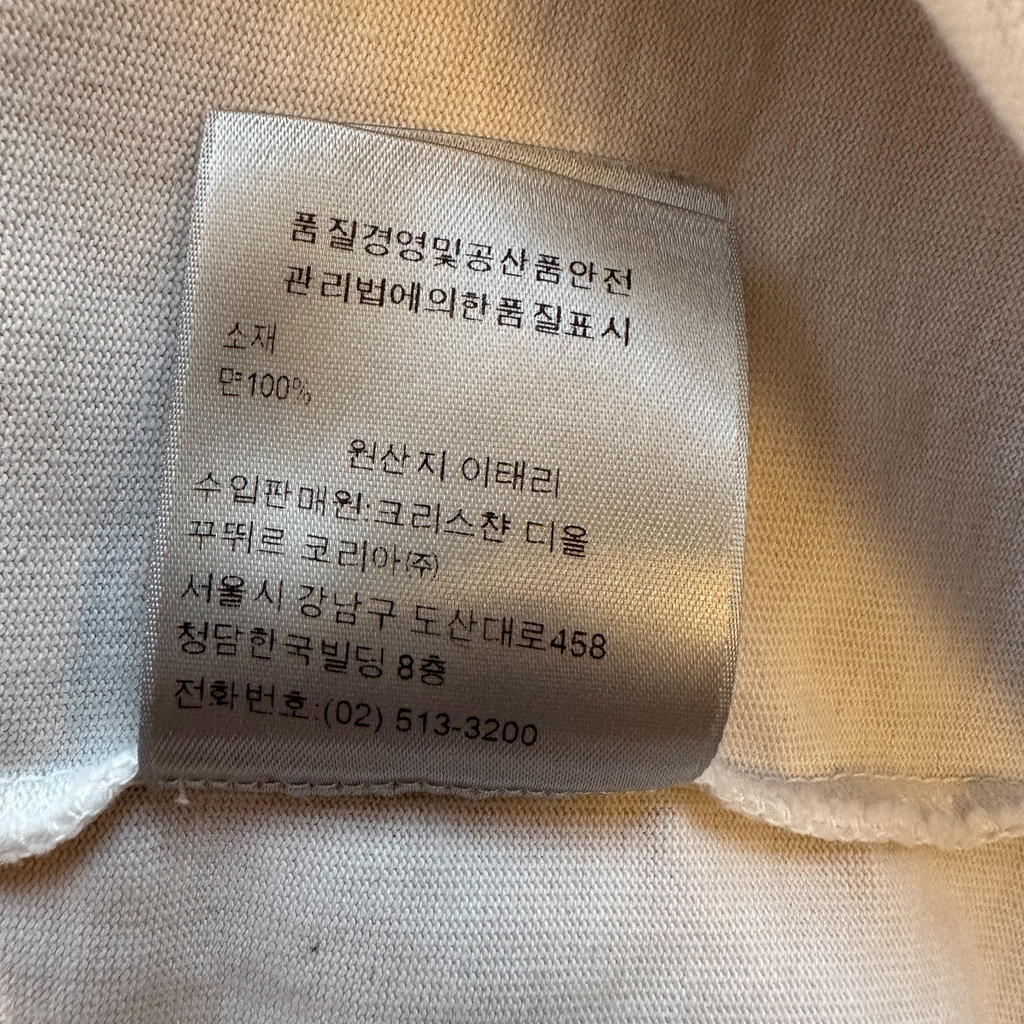 품질경영및공산품안전
관리법에의한품질표시
소재
면100%
원산지 이태리
수입판매원:크리스챤 디올
꾸뛰르 코리아(주)
서울시 강남구 도산대로458
청담한국빌딩 8층
전화번호:(02) 513-3200